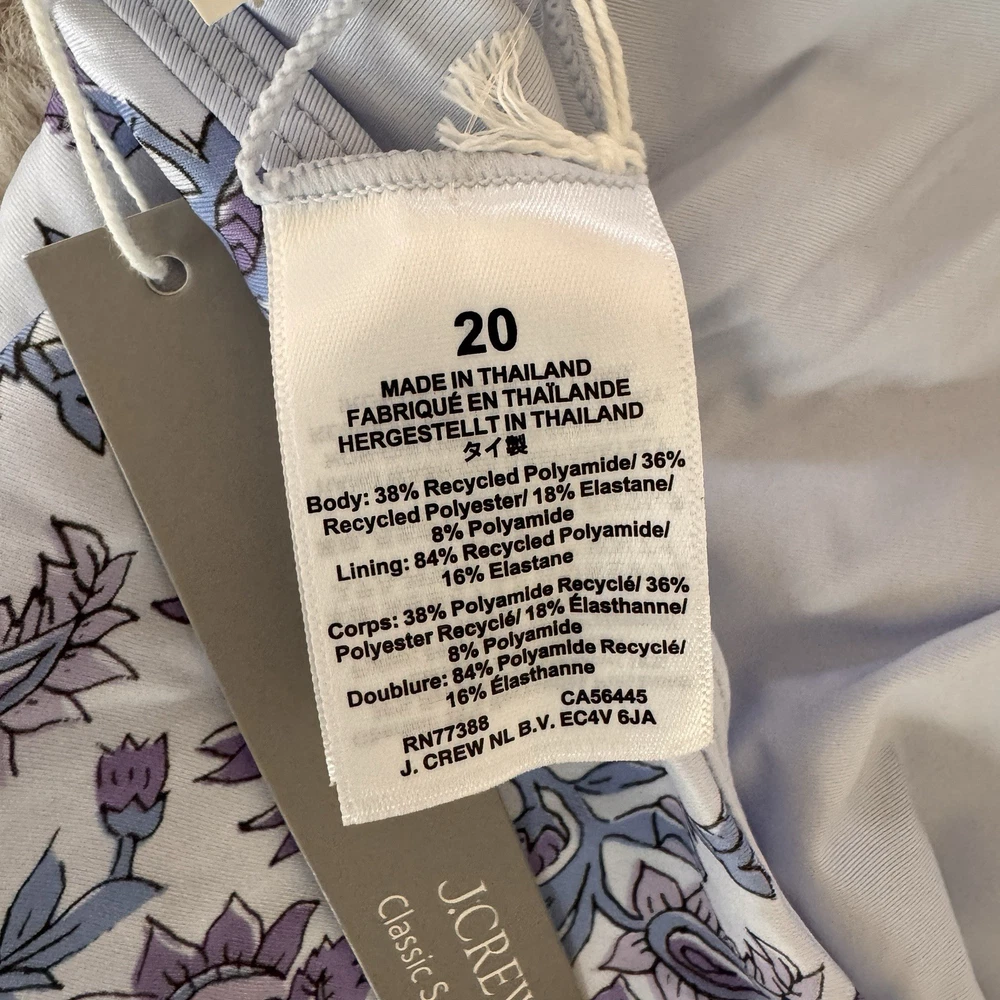 20
MADE IN THAILAND
FABRIQUÉ EN THAÏLANDE
HERGESTELLT IN THAILAND
タイ製
Body: 38% Recycled Polyamide/ 36%
Recycled Polyester/ 18% Elastane/
8% Polyamide
Lining: 84% Recycled Polyamide/
16% Elastane
Corps: 38% Polyamide Recyclé/ 36%
Polyester Recyclé/ 18% Élasthanne/
8% Polyamide
Doublure: 84% Polyamide Recyclé/
16% Élasthanne
RN77388 CA56445
J. CREW NL B.V. EC4V 6JA
J.CREW
Classic S